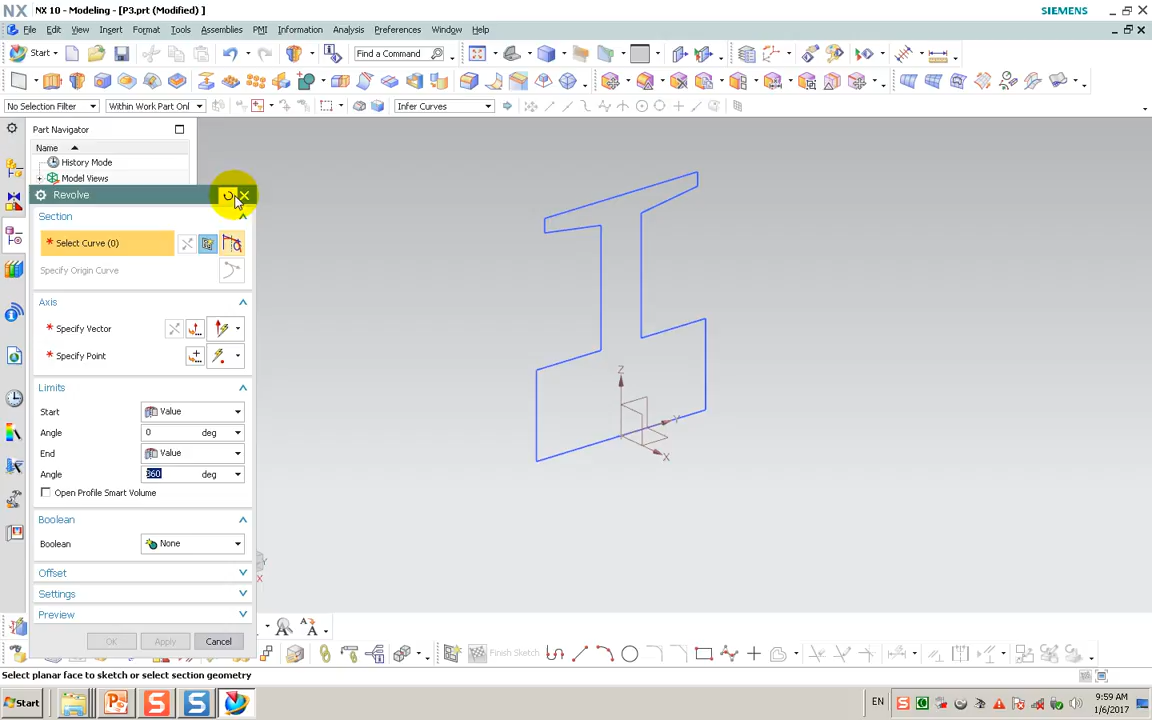 NX NX 10 - Modeling - [P3.prt (Modified) ] SIEMENS
File Edit View Insert Format Tools Assemblies PMI Information Analysis Preferences Window Help
Start Find a Command
No Selection Filter Within Work Part Onl Infer Curves
Part Navigator
Name
History Mode
Model Views
Revolve
Section
* Select Curve (0)
Specify Origin Curve
Axis
* Specify Vector
* Specify Point
Limits
Start Value
Angle 0 deg
End Value
Angle 360 deg
Open Profile Smart Volume
Boolean
Boolean None
Offset
Settings
Preview
OK Apply Cancel
Z
Y
X
Y
X
Finish Sketch
Select planar face to sketch or select section geometry
Start EN 9:59 AM
1/6/2017